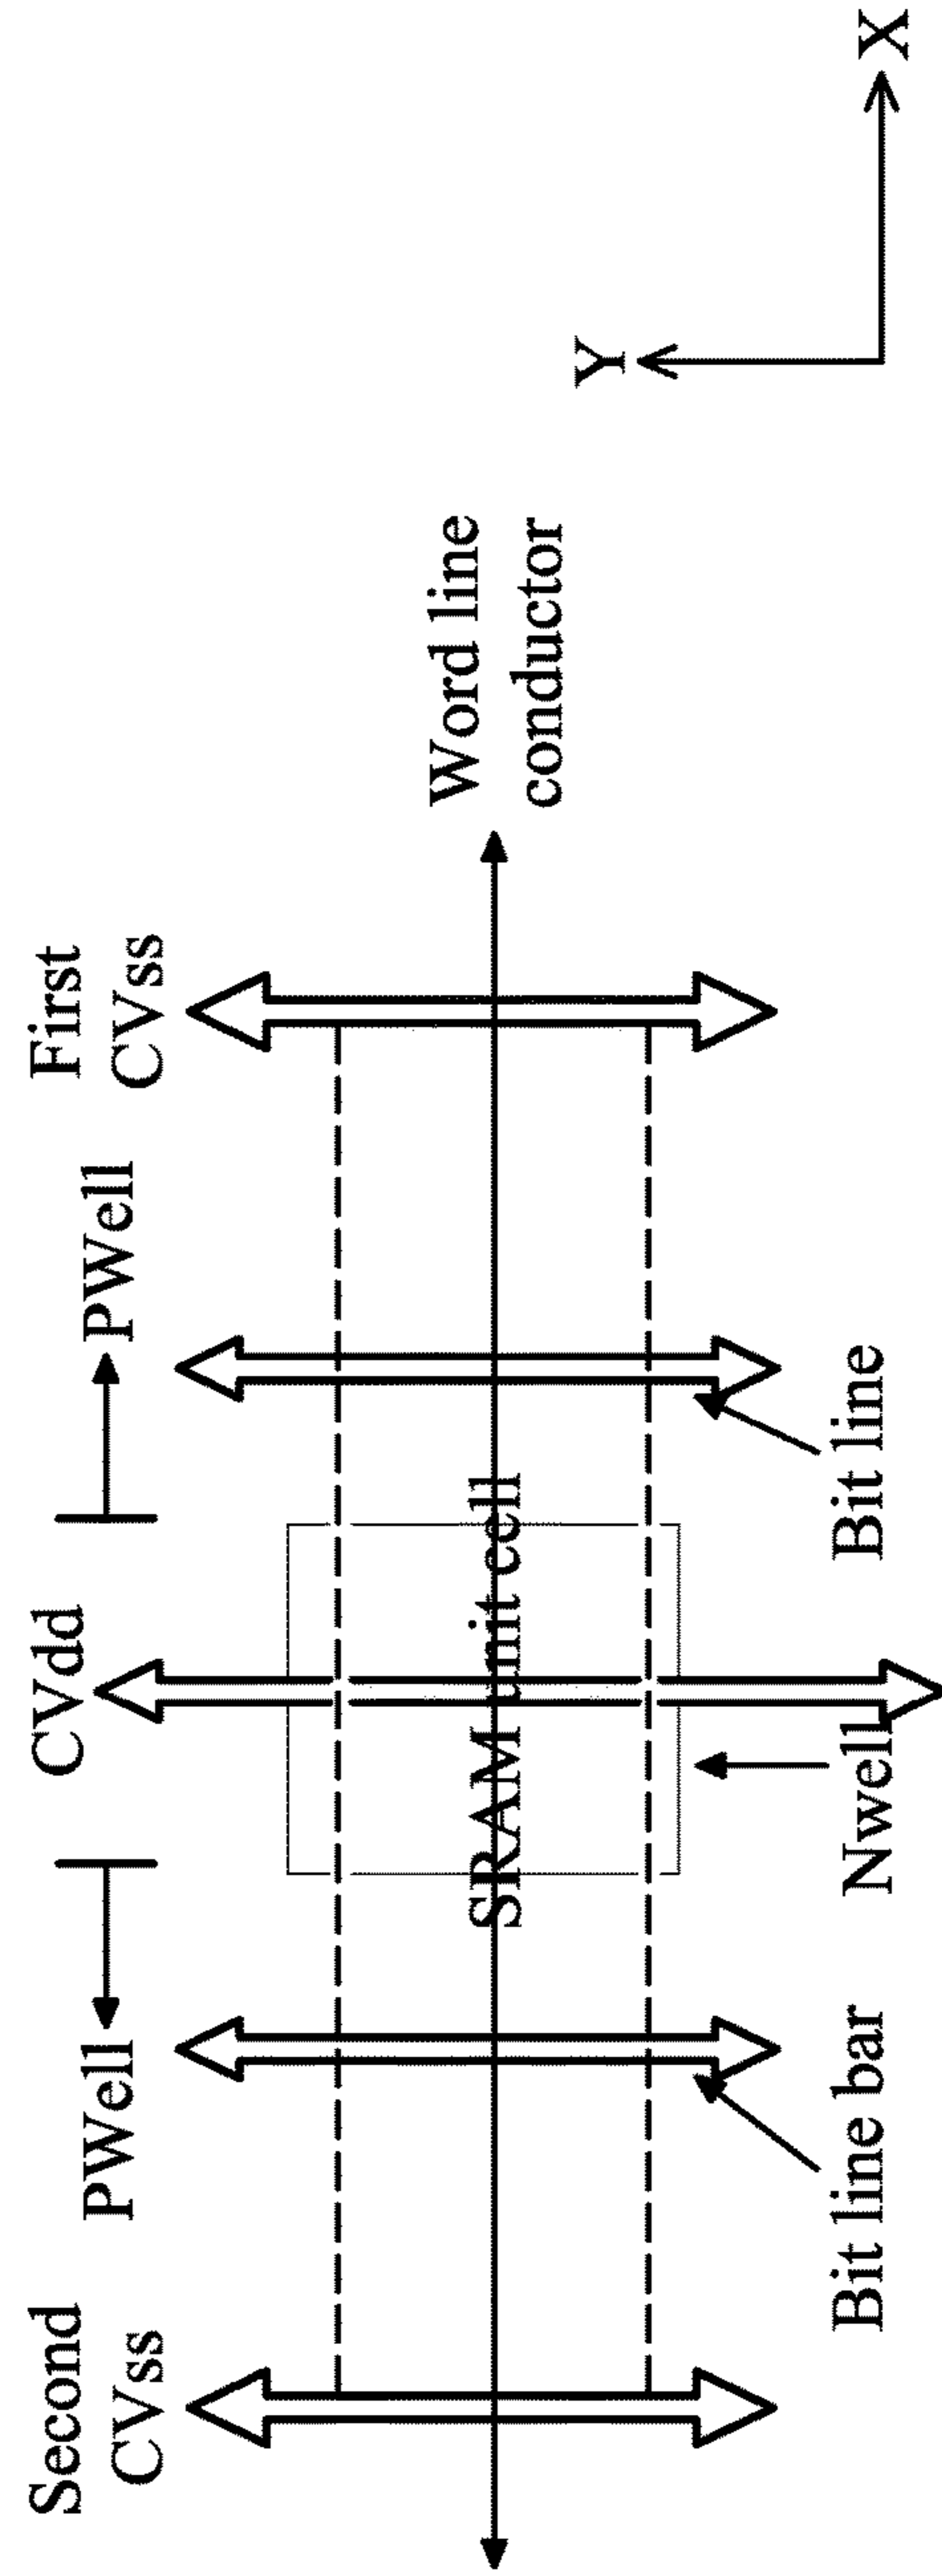 Second
CVss
PWell
CVdd
PWell
First
CVss
SRAM unit cell
Word line
conductor
Bit line bar
Nwell
Bit line
Y
X